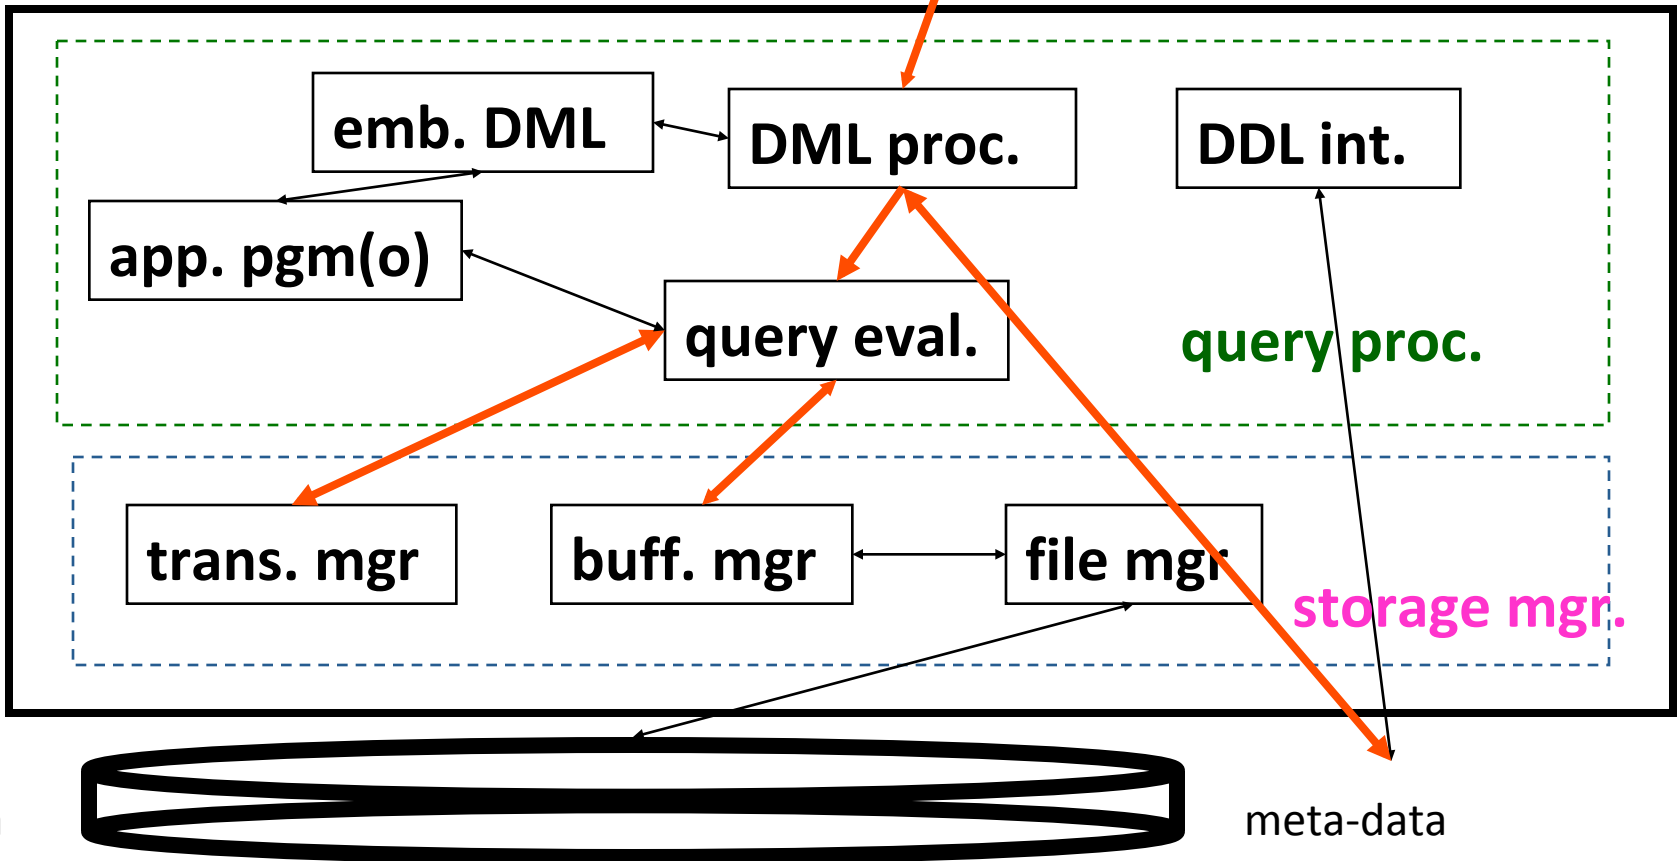 emb. DML
DML proc.
DDL int.
app. pgm(o)
query eval.
query proc.
trans. mgr
buff. mgr
file mgr
storage mgr.
meta-data